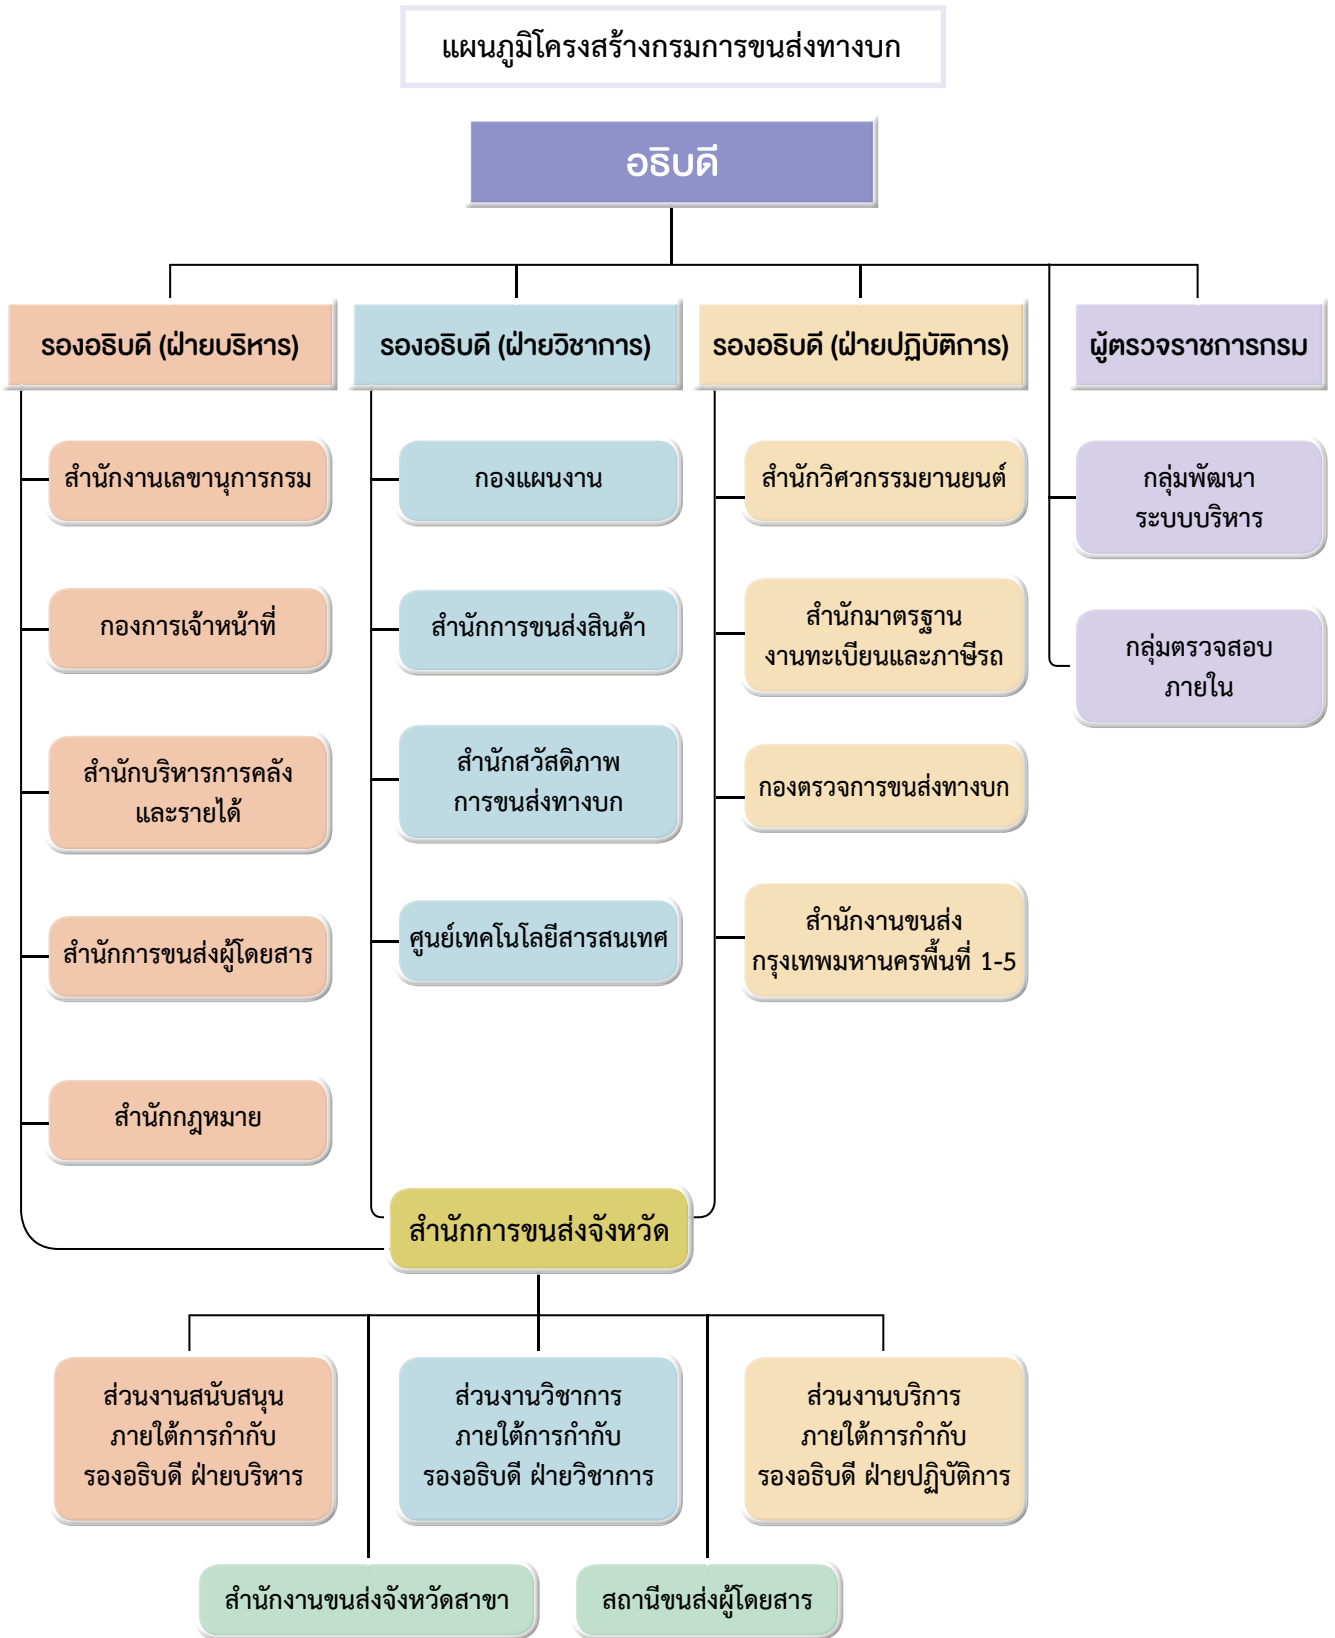 แผนภูมิโครงสร้างกรมการขนส่งทางบก
อธิบดี
รองอธิบดี (ฝ่ายบริหาร)
รองอธิบดี (ฝ่ายวิชาการ)
รองอธิบดี (ฝ่ายปฏิบัติการ)
ผู้ตรวจราชการกรม
สำนักงานเลขานุการกรม
กองการเจ้าหน้าที่
สำนักบริหารการคลัง
และรายได้
สำนักการขนส่งผู้โดยสาร
สำนักกฎหมาย
กองแผนงาน
สำนักการขนส่งสินค้า
สำนักสวัสดิภาพ
การขนส่งทางบก
ศูนย์เทคโนโลยีสารสนเทศ
สำนักวิศวกรรมยานยนต์
สำนักมาตรฐาน
งานทะเบียนและภาษีรถ
กองตรวจการขนส่งทางบก
สำนักงานขนส่ง
กรุงเทพมหานครพื้นที่ 1-5
กลุ่มพัฒนา
ระบบบริหาร
กลุ่มตรวจสอบ
ภายใน
สำนักการขนส่งจังหวัด
ส่วนงานสนับสนุน
ภายใต้การกำกับ
รองอธิบดี ฝ่ายบริหาร
ส่วนงานวิชาการ
ภายใต้การกำกับ
รองอธิบดี ฝ่ายวิชาการ
ส่วนงานบริการ
ภายใต้การกำกับ
รองอธิบดี ฝ่ายปฏิบัติการ
สำนักงานขนส่งจังหวัดสาขา
สถานีขนส่งผู้โดยสาร